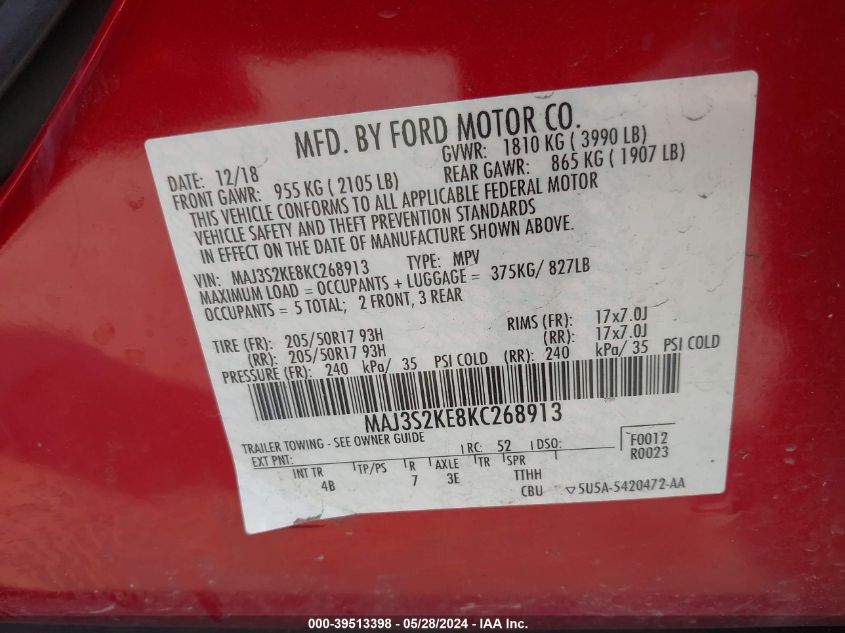 MFD. BY FORD MOTOR CO.
DATE: 12/18 GVWR: 1810 KG ( 3990 LB)
FRONT GAWR: 955 KG ( 2105 LB) REAR GAWR: 865 KG ( 1907 LB)
THIS VEHICLE CONFORMS TO ALL APPLICABLE FEDERAL MOTOR
VEHICLE SAFETY AND THEFT PREVENTION STANDARDS
IN EFFECT ON THE DATE OF MANUFACTURE SHOWN ABOVE.
VIN: MAJ3S2KE8KC268913 TYPE: MPV
MAXIMUM LOAD = OCCUPANTS + LUGGAGE = 375KG/ 827LB
OCCUPANTS = 5 TOTAL; 2 FRONT, 3 REAR
TIRE (FR): 205/50R17 93H RIMS (FR): 17x7.0J
(RR): 205/50R17 93H (RR): 17x7.0J
PRESSURE (FR): 240 kPa/ 35 PSI COLD (RR): 240 kPa/ 35 PSI COLD
MAJ3S2KE8KC268913
TRAILER TOWING - SEE OWNER GUIDE
EXT PNT: RC: 52 DSO: F0012
R0023
INT TR TP/PS R AXLE TR SPR
4B 7 3E TTHH
CBU ▽5U5A-5420472-AA
000-39513398 - 05/28/2024 - IAA Inc.